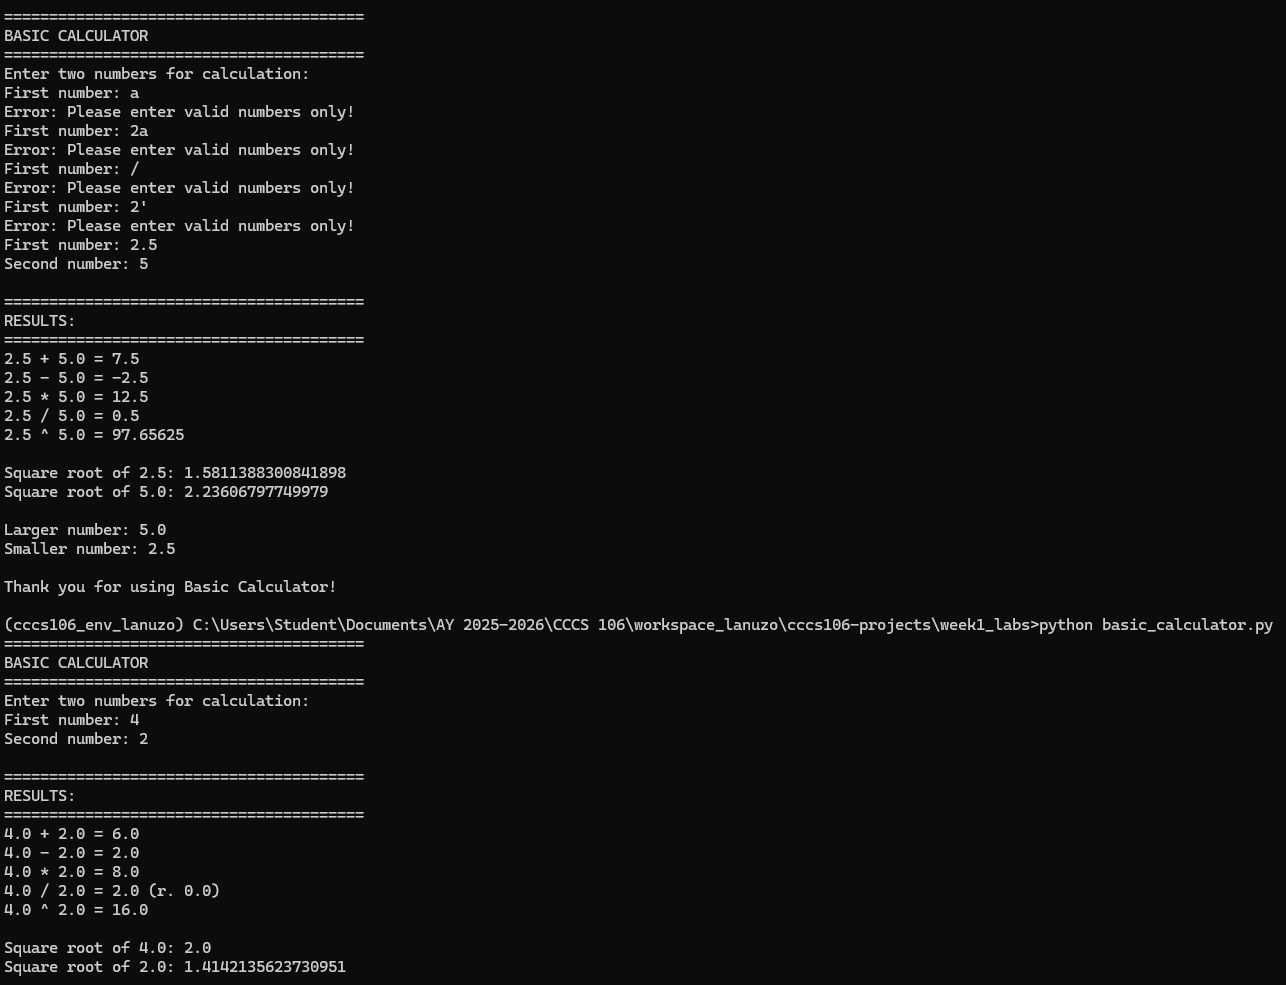 ========================================
BASIC CALCULATOR
========================================
Enter two numbers for calculation:
First number: a
Error: Please enter valid numbers only!
First number: 2a
Error: Please enter valid numbers only!
First number: /
Error: Please enter valid numbers only!
First number: 2'
Error: Please enter valid numbers only!
First number: 2.5
Second number: 5
========================================
RESULTS:
========================================
2.5 + 5.0 = 7.5
2.5 - 5.0 = -2.5
2.5 * 5.0 = 12.5
2.5 / 5.0 = 0.5
2.5 ^ 5.0 = 97.65625
Square root of 2.5: 1.5811388300841898
Square root of 5.0: 2.23606797749979
Larger number: 5.0
Smaller number: 2.5
Thank you for using Basic Calculator!
(cccs106_env_lanuzo) C:\Users\Student\Documents\AY 2025-2026\CCCS 106\workspace_lanuzo\cccs106-projects\week1_labs>python basic_calculator.py
========================================
BASIC CALCULATOR
========================================
Enter two numbers for calculation:
First number: 4
Second number: 2
========================================
RESULTS:
========================================
4.0 + 2.0 = 6.0
4.0 - 2.0 = 2.0
4.0 * 2.0 = 8.0
4.0 / 2.0 = 2.0 (r. 0.0)
4.0 ^ 2.0 = 16.0
Square root of 4.0: 2.0
Square root of 2.0: 1.4142135623730951